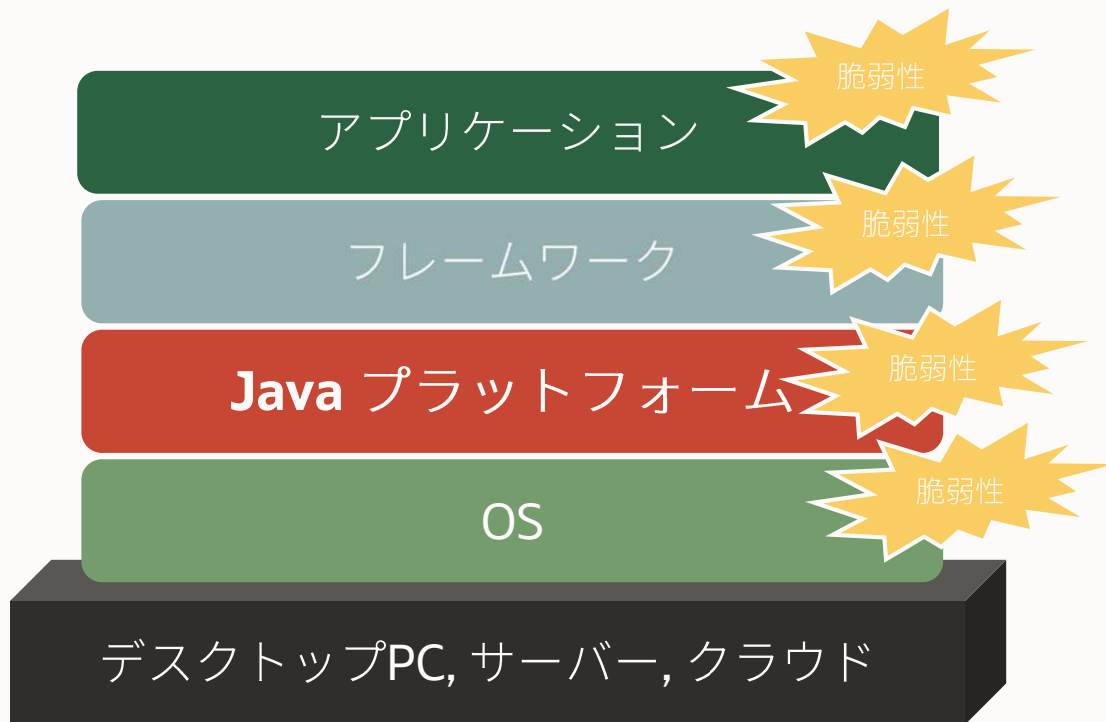 脆弱性
アプリケーション
脆弱性
フレームワーク
脆弱性
Java プラットフォーム
脆弱性
OS
デスクトップPC, サーバー, クラウド